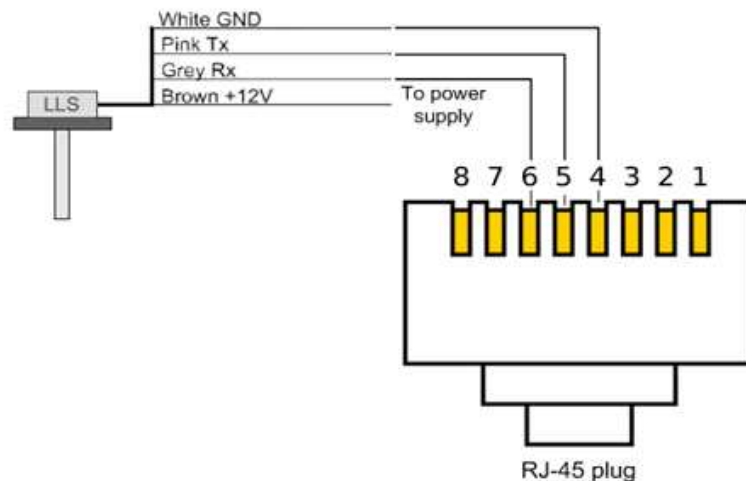 White GND
Pink Tx
Grey Rx
Brown +12V
To power
supply
LLS
8 7 6 5 4 3 2 1
RJ-45 plug